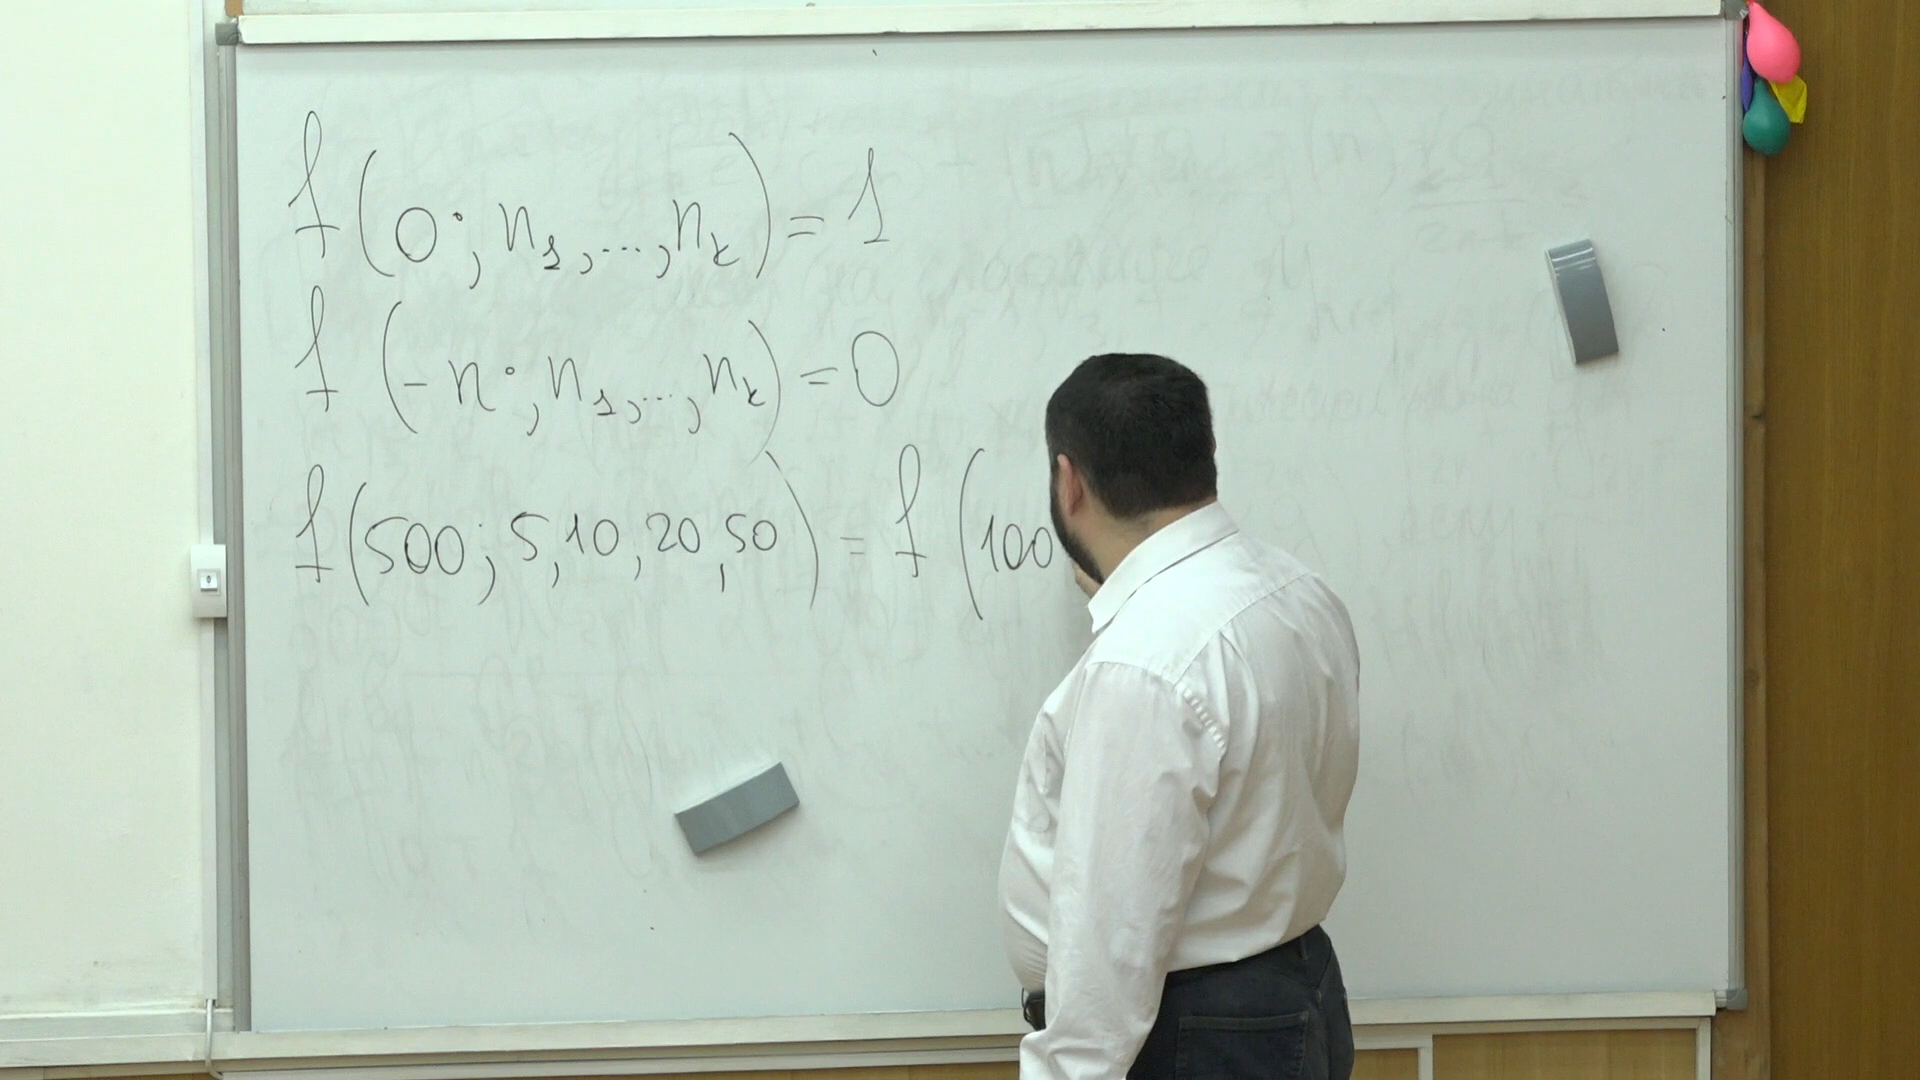 f(0; n₁, ..., nₖ) = 1
f(-n; n₁, ..., nₖ) = 0
f(500; 5, 10, 20, 50) = f(100